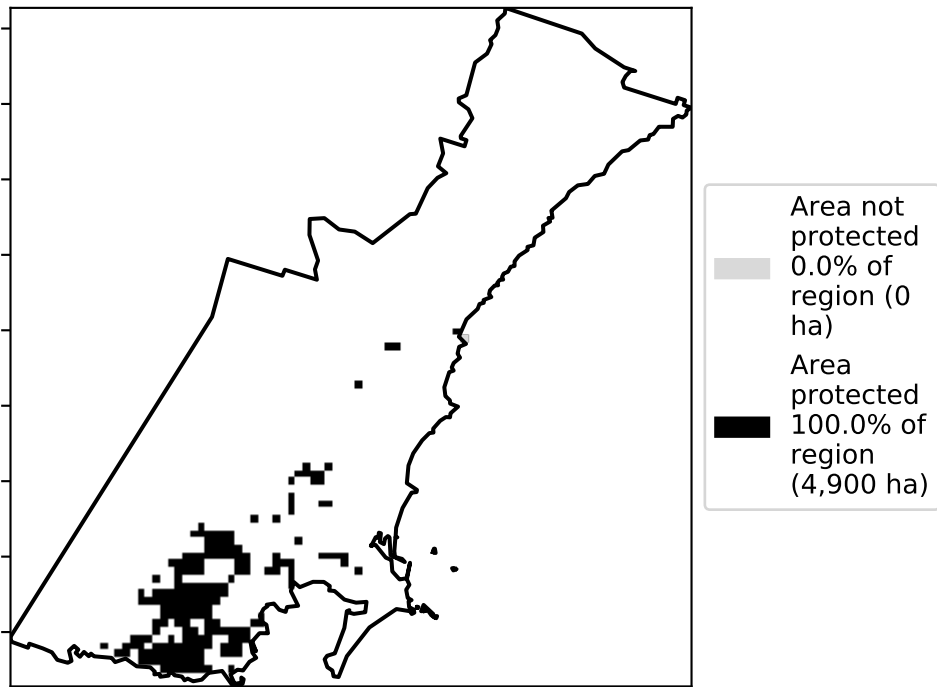 Area not
protected
0.0% of
region (0
ha)
Area
protected
100.0% of
region
(4,900 ha)